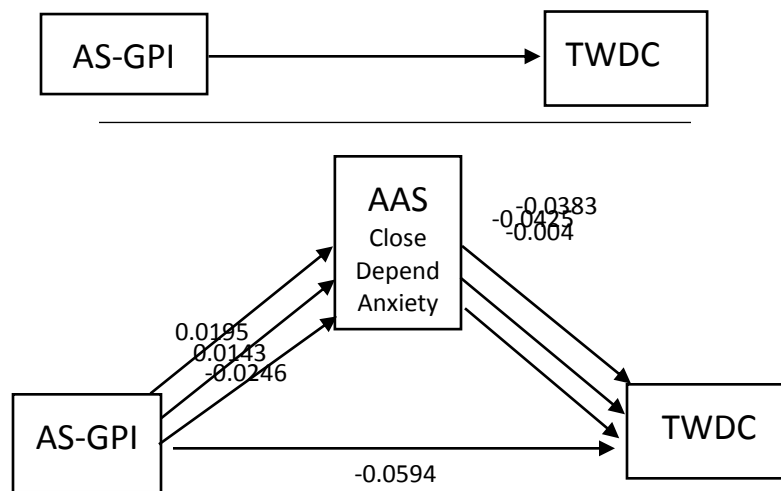 AS-GPI
TWDC
AAS
Close
Depend
Anxiety
-0.0383
-0.0425
-0.004
0.0195
0.0143
-0.0246
AS-GPI
TWDC
-0.0594